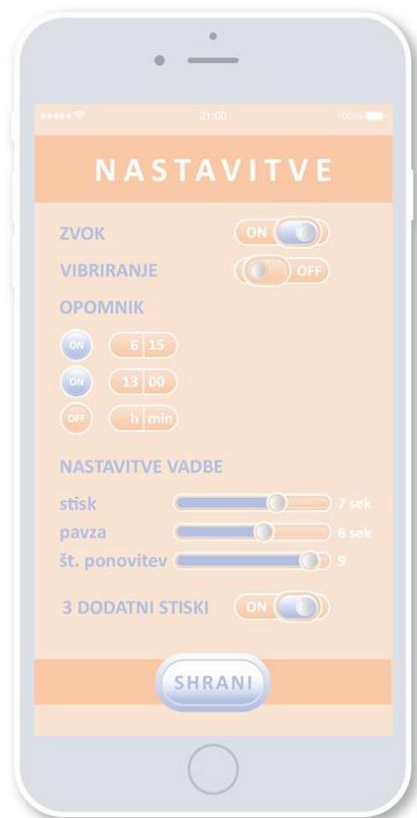 21:00 100%
NASTAVITVE
ZVOK ON
VIBRIRANJE OFF
OPOMNIK
ON 6 15
ON 13 00
OFF h min
NASTAVITVE VADBE
stisk 7 sek
pavza 6 sek
št. ponovitev 9
3 DODATNI STISKI ON
SHRANI